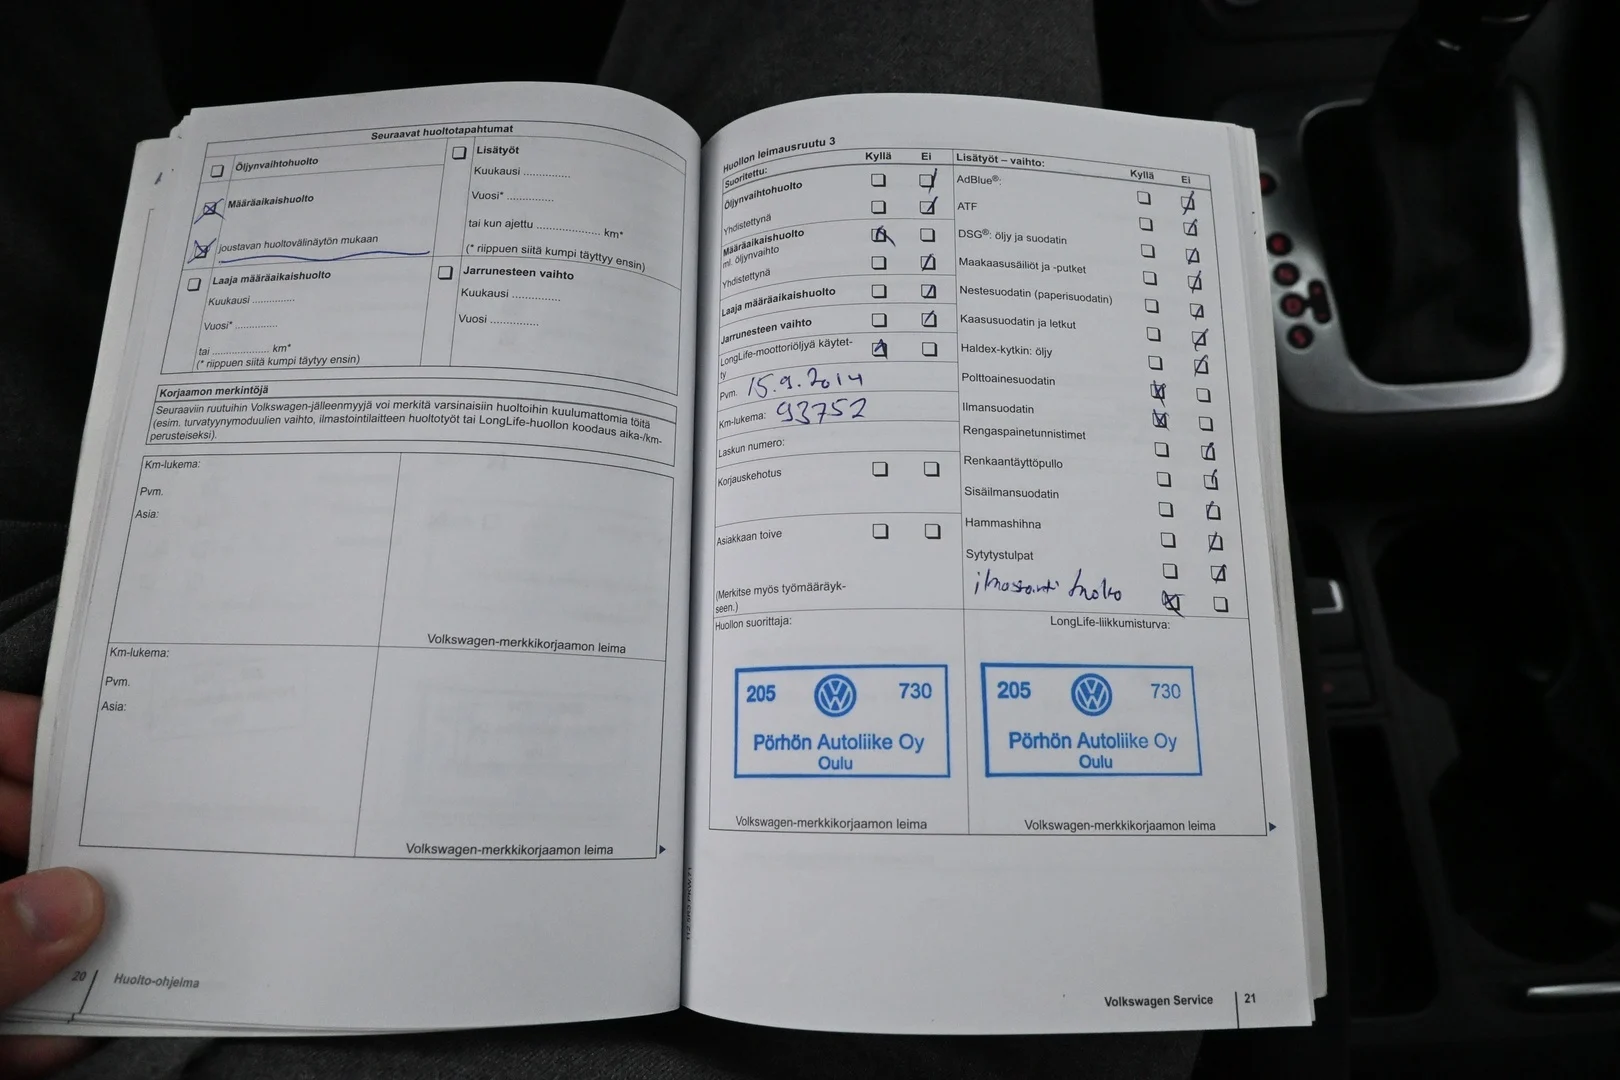 Seuraavat huoltotapahtumat
Öljynvaihtohuolto
Määräaikaishuolto
joustavan huoltovälinäytön mukaan
Laaja määräaikaishuolto
Kuukausi ..............
Vuosi* ..............
tai ................... km*
(* riippuen siitä kumpi täytyy ensin)
Lisätyöt
Kuukausi ..............
Vuosi* ..............
tai kun ajettu ................... km*
(* riippuen siitä kumpi täyttyy ensin)
Jarrunesteen vaihto
Kuukausi ..............
Vuosi ..............
Korjaamon merkintöjä
Seuraaviin ruutuihin Volkswagen-jälleenmyyjä voi merkitä varsinaisiin huoltoihin kuulumattomia töitä
(esim. turvatyynymoduulien vaihto, ilmastointilaitteen huoltotyöt tai LongLife-huollon koodaus aika-/km-
perusteiseksi).
Km-lukema:
Pvm.
Asia:
Volkswagen-merkkikorjaamon leima
Km-lukema:
Pvm.
Asia:
Volkswagen-merkkikorjaamon leima
20 Huolto-ohjelma
Huollon leimausruutu 3
Suoritettu: Kyllä Ei
Öljynvaihtohuolto
Yhdistettynä
Määräaikaishuolto
ml. öljynvaihto
Yhdistettynä
Laaja määräaikaishuolto
Jarrunesteen vaihto
LongLife-moottoriöljyä käytet-
ty
Pvm. 15.9.2014
Km-lukema: 93752
Laskun numero:
Korjauskehotus
Asiakkaan toive
(Merkitse myös työmääräyk-
seen.)
Lisätyöt – vaihto: Kyllä Ei
AdBlue®:
ATF
DSG®: öljy ja suodatin
Maakaasusäiliöt ja -putket
Nestesuodatin (paperisuodatin)
Kaasusuodatin ja letkut
Haldex-kytkin: öljy
Polttoainesuodatin
Ilmansuodatin
Rengaspainetunnistimet
Renkaantäyttöpullo
Sisäilmansuodatin
Hammashihna
Sytytystulpat
Huollon suorittaja:
205 730
Pörhön Autoliike Oy
Oulu
Volkswagen-merkkikorjaamon leima
LongLife-liikkumisturva:
205 730
Pörhön Autoliike Oy
Oulu
Volkswagen-merkkikorjaamon leima
Volkswagen Service 21